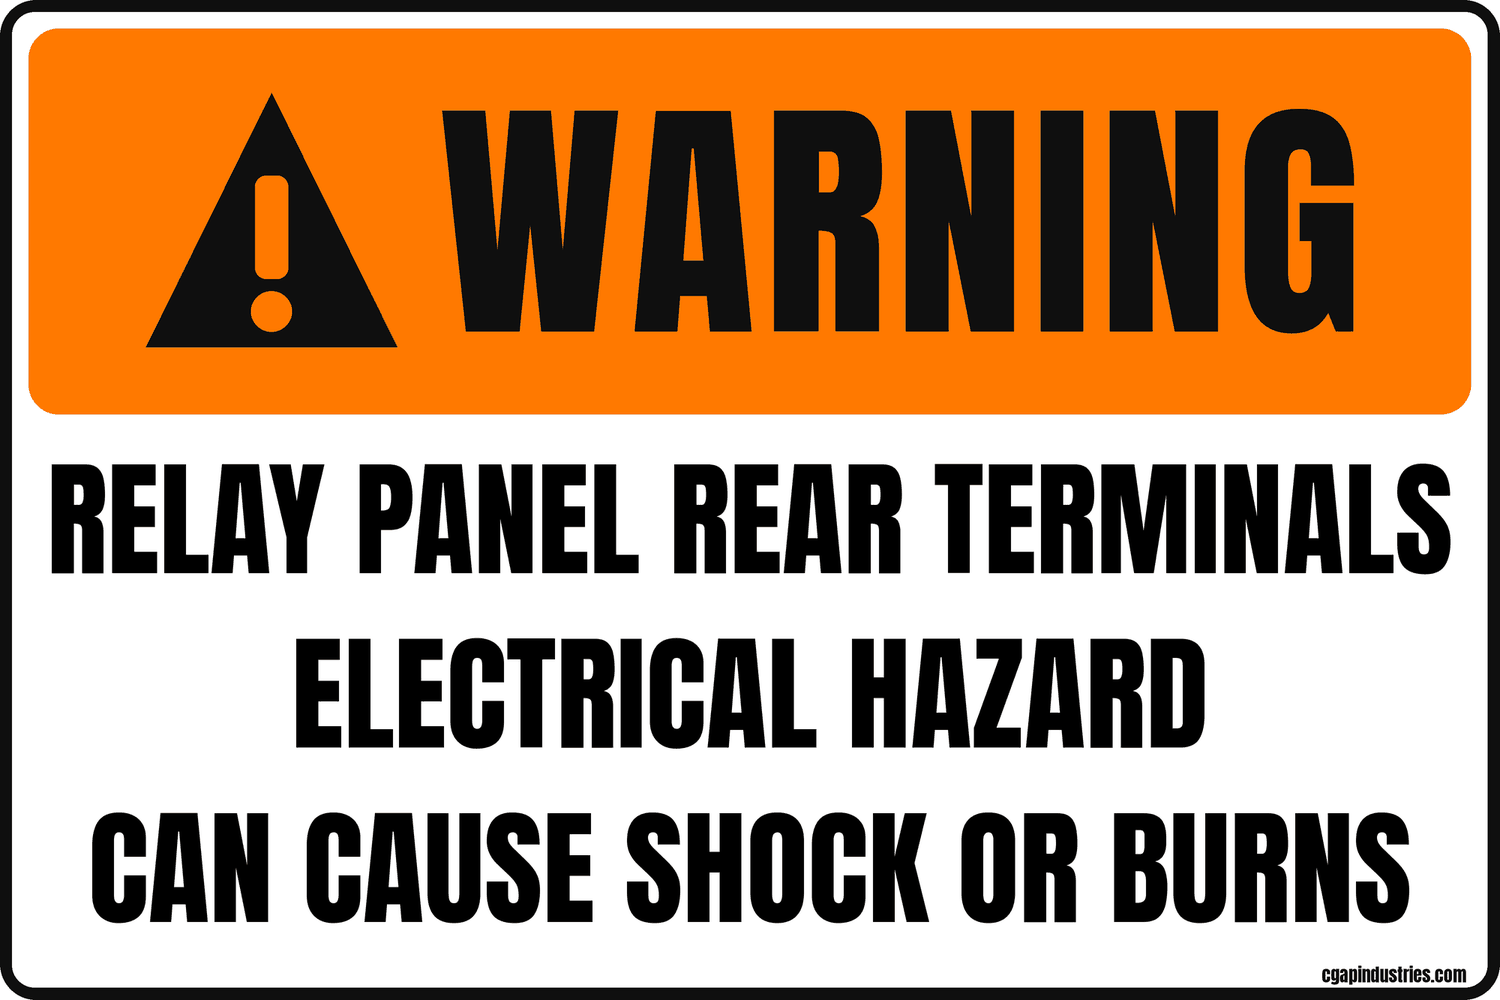 WARNING
RELAY PANEL REAR TERMINALS
ELECTRICAL HAZARD
CAN CAUSE SHOCK OR BURNS
cgapindustries.com